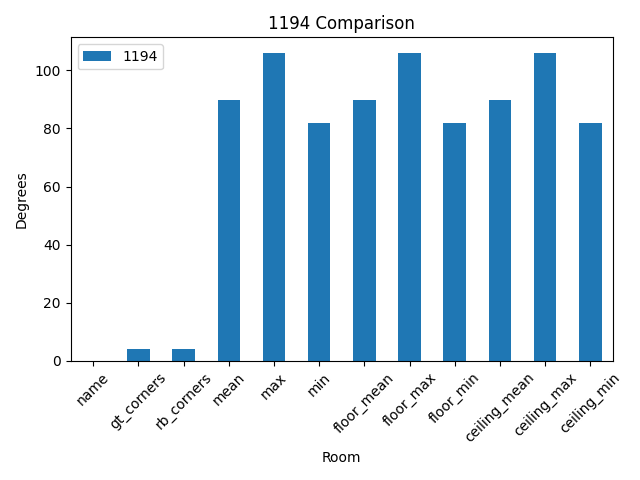 1194 Comparison
1194
Degrees
100
80
60
40
20
0
name
gt_corners
rb_corners
mean
max
min
floor_mean
floor_max
floor_min
ceiling_mean
ceiling_max
ceiling_min
Room